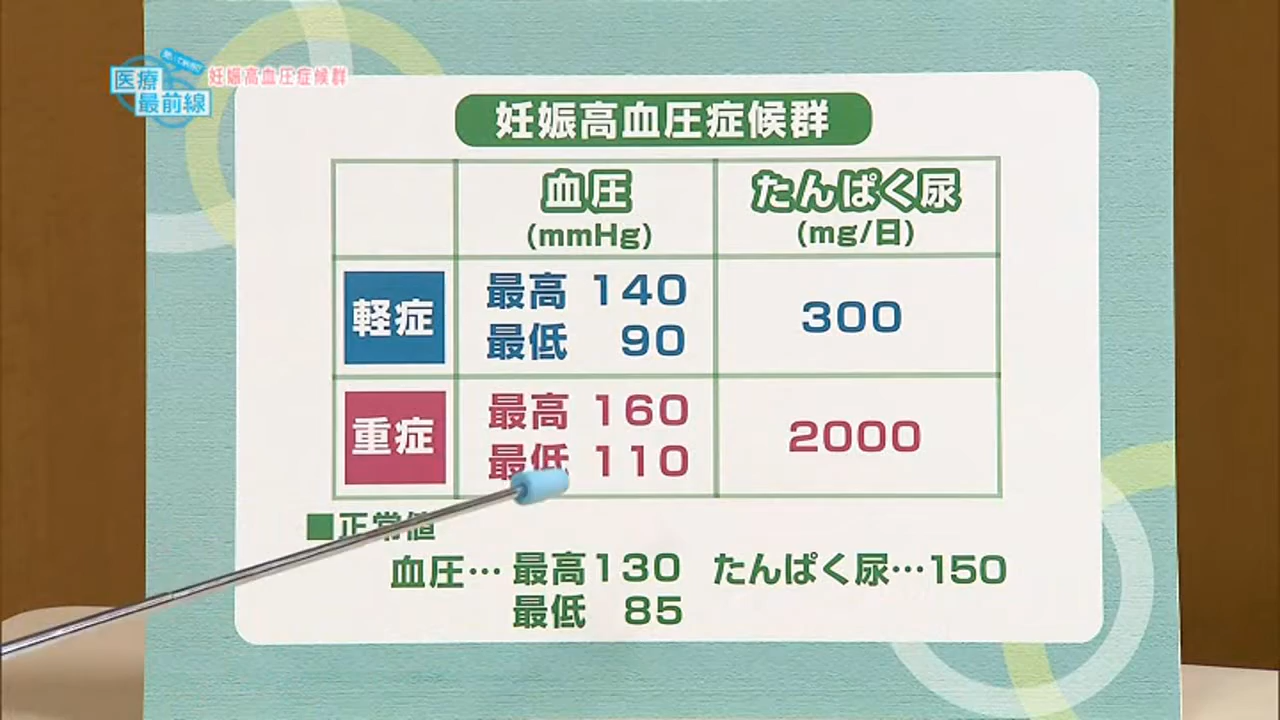 医療
最前線
妊娠高血圧症候群
妊娠高血圧症候群
血圧 たんぱく尿
(mmHg) (mg/日)
軽症 最高 140 300
最低 90
重症 最高 160 2000
最低 110
■正常値
血圧… 最高130 たんぱく尿…150
最低 85